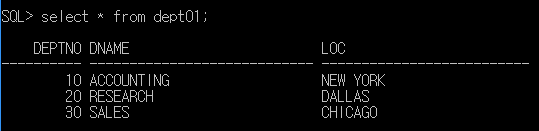 SQL> select * from dept01;
DEPTNO DNAME LOC
---------- ---------------------------- --------------------------
10 ACCOUNTING NEW YORK
20 RESEARCH DALLAS
30 SALES CHICAGO